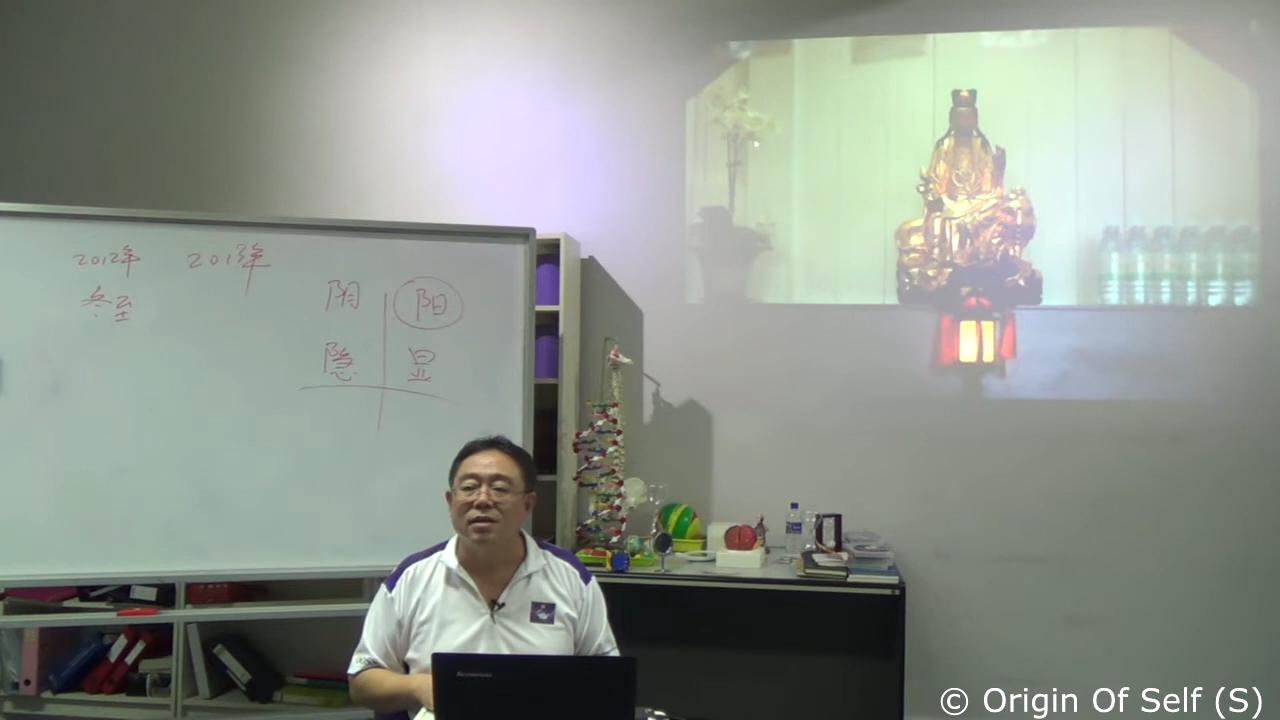 2012年 2013年
冬至
阴 阳
隐 显
Lenovo
© Origin Of Self (S)